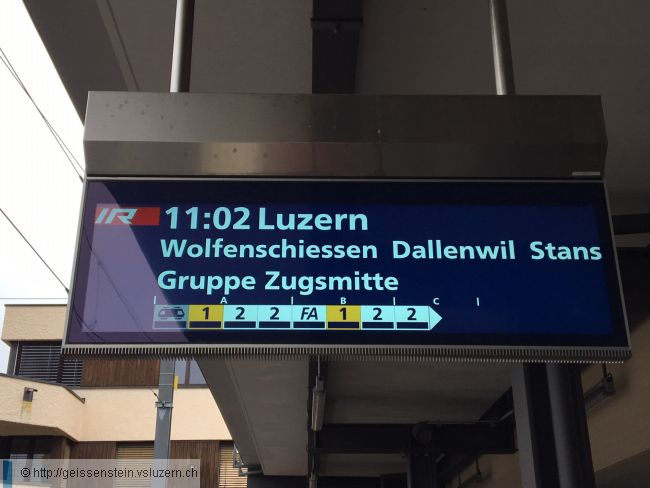 IR 11:02 Luzern
Wolfenschiessen Dallenwil Stans
Gruppe Zugsmitte
A B C
1 2 2 FA 1 2 2
© http://geissenstein.vsluzern.ch